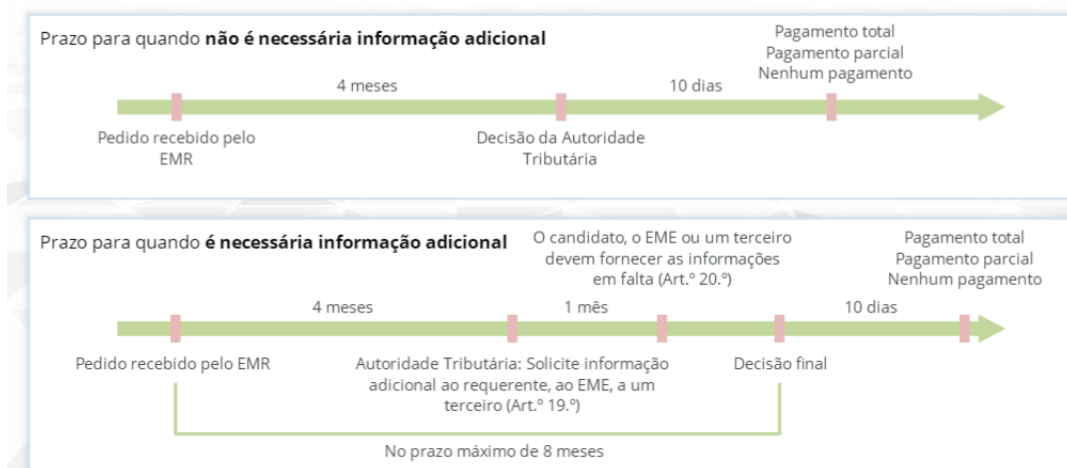 Prazo para quando não é necessária informação adicional
Pagamento total
Pagamento parcial
Nenhum pagamento
4 meses
10 dias
Pedido recebido pelo
EMR
Decisão da Autoridade
Tributária
Prazo para quando é necessária informação adicional
O candidato, o EME ou um terceiro
devem fornecer as informações
em falta (Art.º 20.º)
Pagamento total
Pagamento parcial
Nenhum pagamento
4 meses
1 mês
10 dias
Pedido recebido pelo EMR
Autoridade Tributária: Solicite informação
adicional ao requerente, ao EME, a um
terceiro (Art.º 19.º)
Decisão final
No prazo máximo de 8 meses